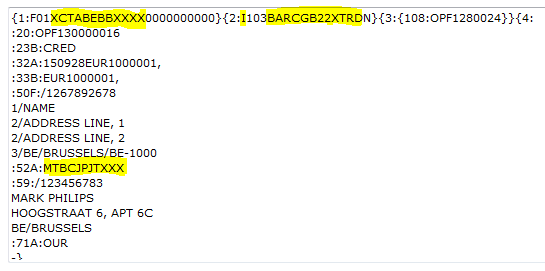 {1:F01XCTABEBBXXXX0000000000}{2:I103BARCGB22XTRDN}{3:{108:OPF1280024}}{4:
:20:OPF130000016
:23B:CRED
:32A:150928EUR1000001,
:33B:EUR1000001,
:50F:/1267892678
1/NAME
2/ADDRESS LINE, 1
2/ADDRESS LINE, 2
3/BE/BRUSSELS/BE-1000
:52A:MTBCJPJTXXX
:59:/123456783
MARK PHILIPS
HOOGSTRAAT 6, APT 6C
BE/BRUSSELS
:71A:OUR
-}